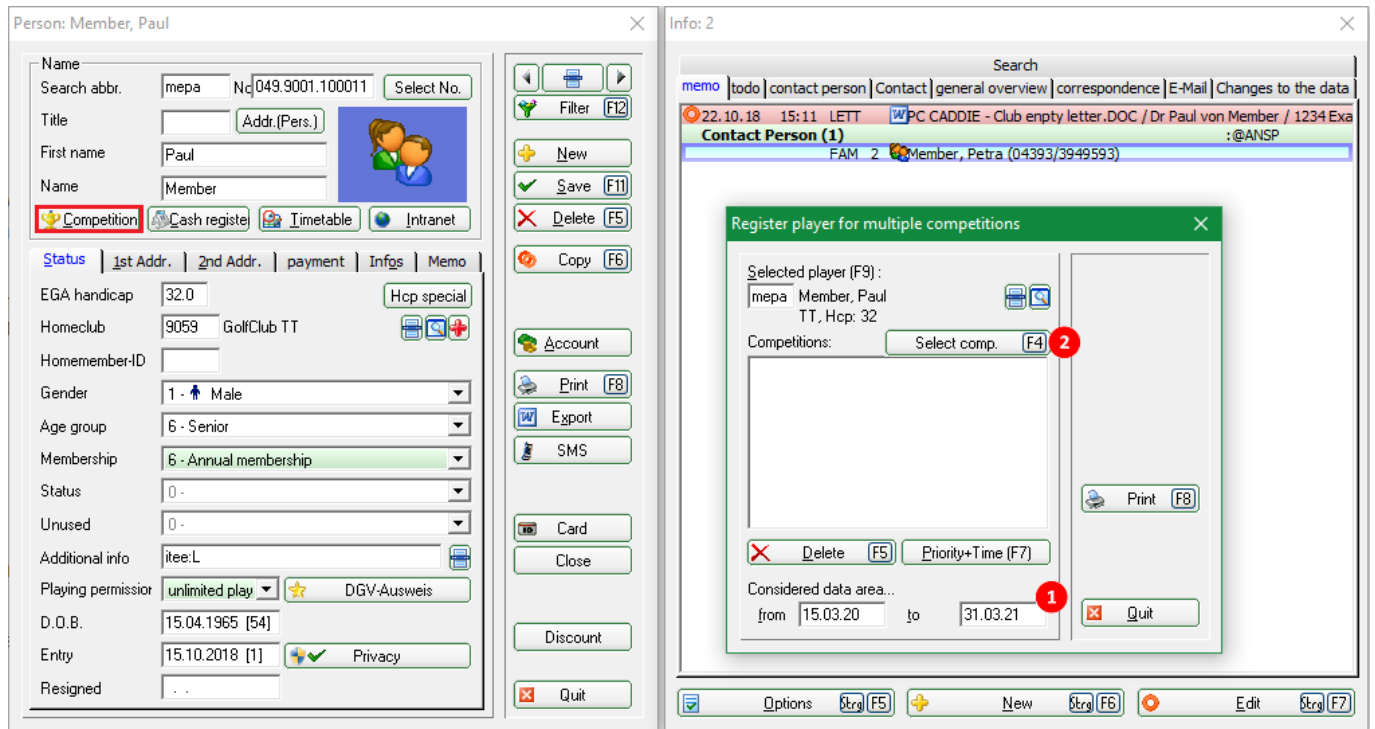 Person: Member, Paul
Name
Search abbr. mepa No 049.9001.100011 Select No.
Title Addr.(Pers.)
First name Paul
Name Member
Competition Cash registe Timetable Intranet
Status 1st Addr. 2nd Addr. payment Infos Memo
EGA handicap 32.0 Hcp special
Homeclub 9059 GolfClub TT
Homemember-ID
Gender 1 - Male
Age group 6 - Senior
Membership 6 - Annual membership
Status 0 -
Unused 0 -
Additional info itee:L
Playing permission unlimited play DGV-Ausweis
D.O.B. 15.04.1965 [54]
Entry 15.10.2018 [1] Privacy
Resigned . .
Filter F12
New
Save F11
Delete F5
Copy F6
Account
Print F8
Export
SMS
Card
Close
Discount
Quit
Info: 2
Search
memo todo contact person Contact general overview correspondence E-Mail Changes to the data
22.10.18 15:11 LETT PC CADDIE - Club enpty letter.DOC / Dr Paul von Member / 1234 Exa
Contact Person (1) :@ANSP
FAM 2 Member, Petra (04393/3949593)
Register player for multiple competitions
Selected player (F9) :
mepa Member, Paul
TT, Hcp: 32
Competitions: Select comp. F4 2
Delete F5 Priority+Time (F7)
Considered data area... 1
from 15.03.20 to 31.03.21
Print F8
Quit
Options Strg F5 New Strg F6 Edit Strg F7